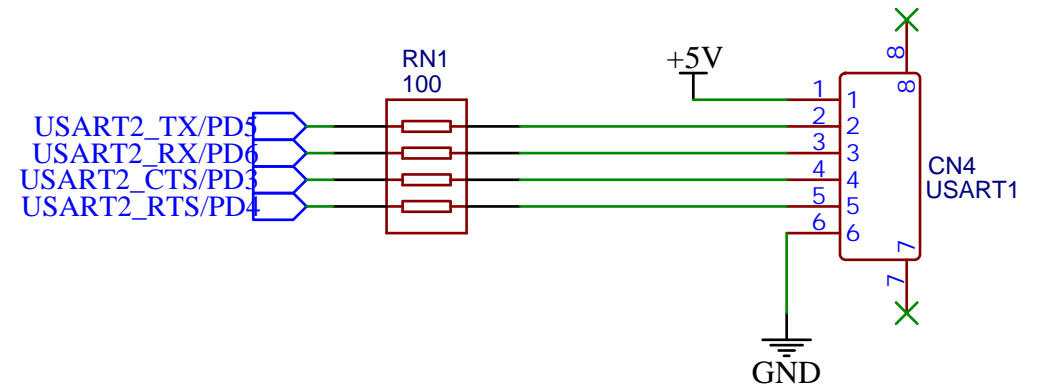 RN1
100
+5V
USART2_TX/PD5
USART2_RX/PD6
USART2_CTS/PD3
USART2_RTS/PD4
1
2
3
4
5
6
1
2
3
4
5
6
8
8
7
7
CN4
USART1
GND